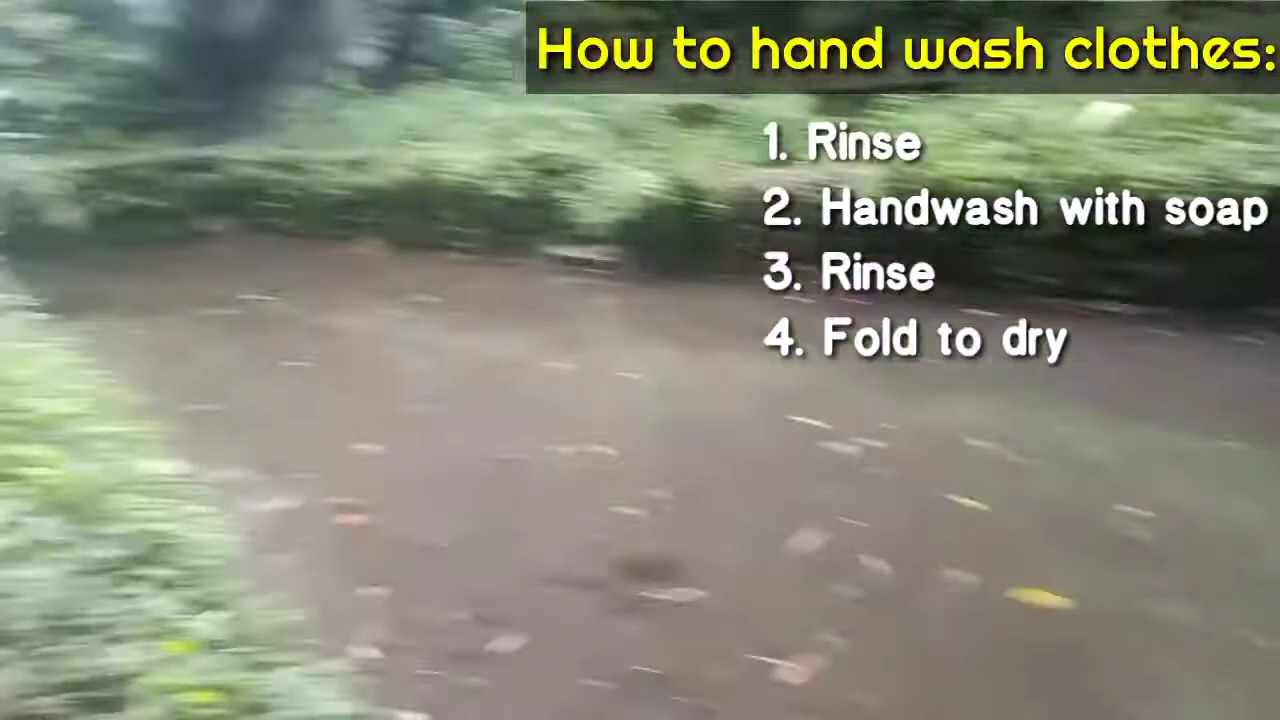 How to hand wash clothes:
1. Rinse
2. Handwash with soap
3. Rinse
4. Fold to dry